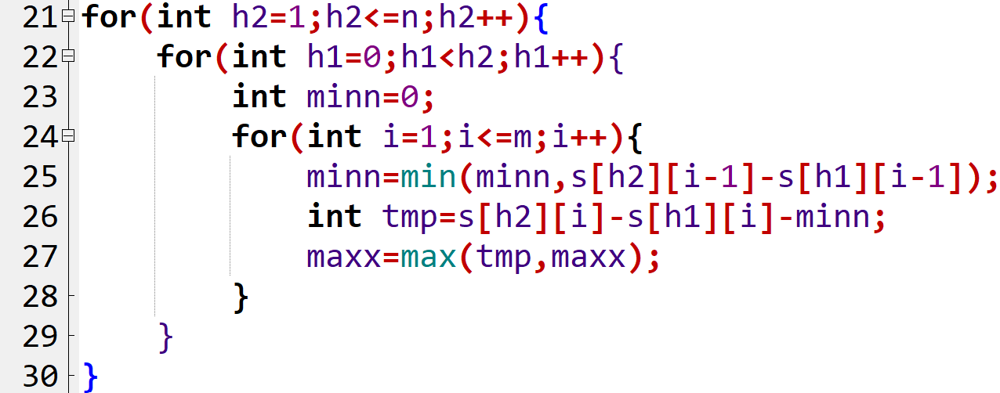 21 for(int h2=1;h2<=n;h2++){
22     for(int h1=0;h1<h2;h1++){
23         int minn=0;
24         for(int i=1;i<=m;i++){
25             minn=min(minn,s[h2][i-1]-s[h1][i-1]);
26             int tmp=s[h2][i]-s[h1][i]-minn;
27             maxx=max(tmp,maxx);
28         }
29     }
30 }